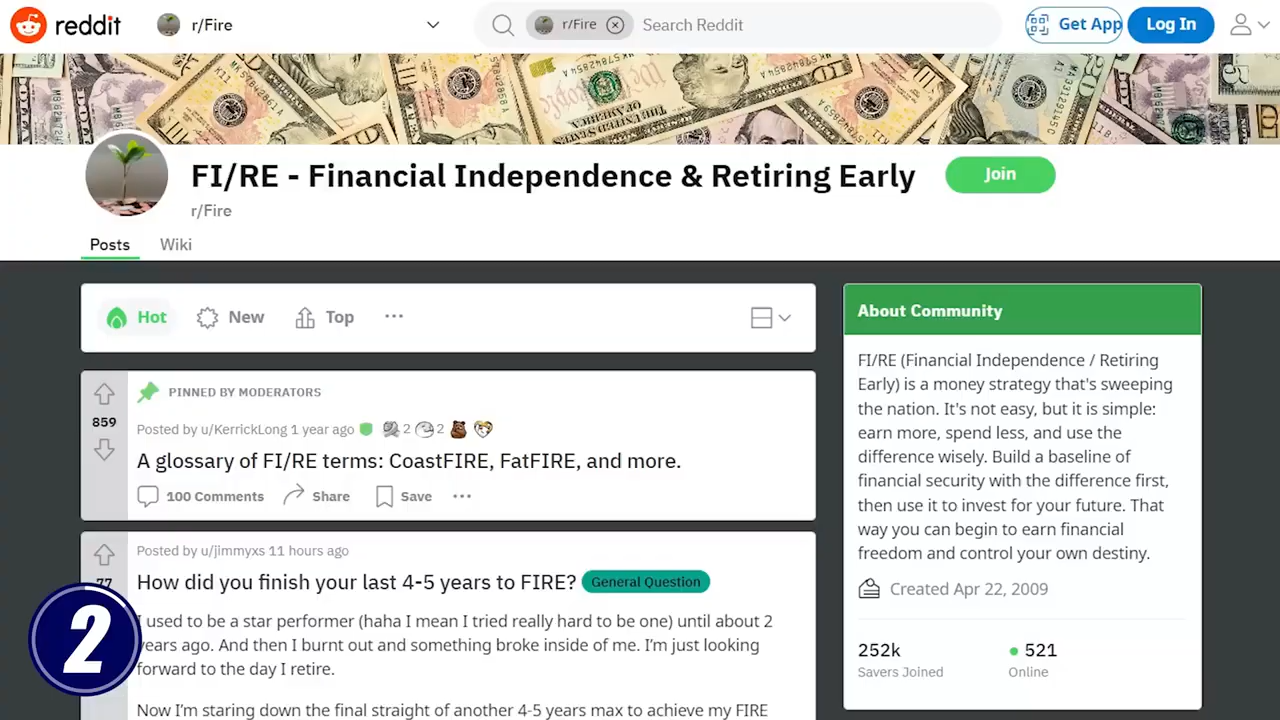 reddit
r/Fire
r/Fire
Search Reddit
Get App
Log In
FI/RE - Financial Independence & Retiring Early
Join
r/Fire
Posts
Wiki
Hot
New
Top
PINNED BY MODERATORS
859
Posted by u/KerrickLong 1 year ago
2
2
A glossary of FI/RE terms: CoastFIRE, FatFIRE, and more.
100 Comments
Share
Save
Posted by u/jimmyxs 11 hours ago
77
How did you finish your last 4-5 years to FIRE?
General Question
I used to be a star performer (haha I mean I tried really hard to be one) until about 2
years ago. And then I burnt out and something broke inside of me. I'm just looking
forward to the day I retire.
Now I'm staring down the final straight of another 4-5 years max to achieve my FIRE
2
About Community
FI/RE (Financial Independence / Retiring
Early) is a money strategy that's sweeping
the nation. It's not easy, but it is simple:
earn more, spend less, and use the
difference wisely. Build a baseline of
financial security with the difference first,
then use it to invest for your future. That
way you can begin to earn financial
freedom and control your own destiny.
Created Apr 22, 2009
252k
Savers Joined
521
Online